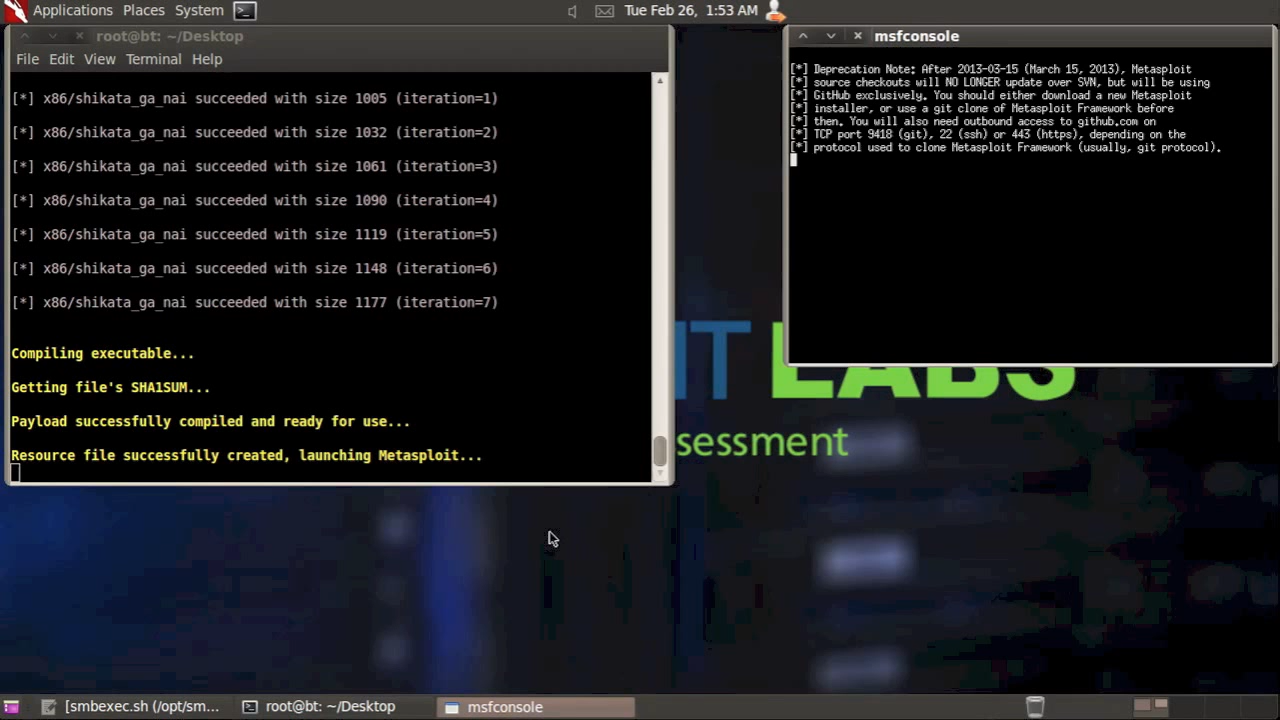 Applications Places System
Tue Feb 26, 1:53 AM
root@bt: ~/Desktop
File Edit View Terminal Help
[*] x86/shikata_ga_nai succeeded with size 1005 (iteration=1)
[*] x86/shikata_ga_nai succeeded with size 1032 (iteration=2)
[*] x86/shikata_ga_nai succeeded with size 1061 (iteration=3)
[*] x86/shikata_ga_nai succeeded with size 1090 (iteration=4)
[*] x86/shikata_ga_nai succeeded with size 1119 (iteration=5)
[*] x86/shikata_ga_nai succeeded with size 1148 (iteration=6)
[*] x86/shikata_ga_nai succeeded with size 1177 (iteration=7)
Compiling executable...
Getting file's SHA1SUM...
Payload successfully compiled and ready for use...
Resource file successfully created, launching Metasploit...
msfconsole
[*] Deprecation Note: After 2013-03-15 (March 15, 2013), Metasploit
[*] source checkouts will NO LONGER update over SVN, but will be using
[*] GitHub exclusively. You should either download a new Metasploit
[*] installer, or use a git clone of Metasploit Framework before
[*] then. You will also need outbound access to github.com on
[*] TCP port 9418 (git), 22 (ssh) or 443 (https), depending on the
[*] protocol used to clone Metasploit Framework (usually, git protocol).
LABS
sessment
[smbexec.sh (/opt/sm...
root@bt: ~/Desktop
msfconsole